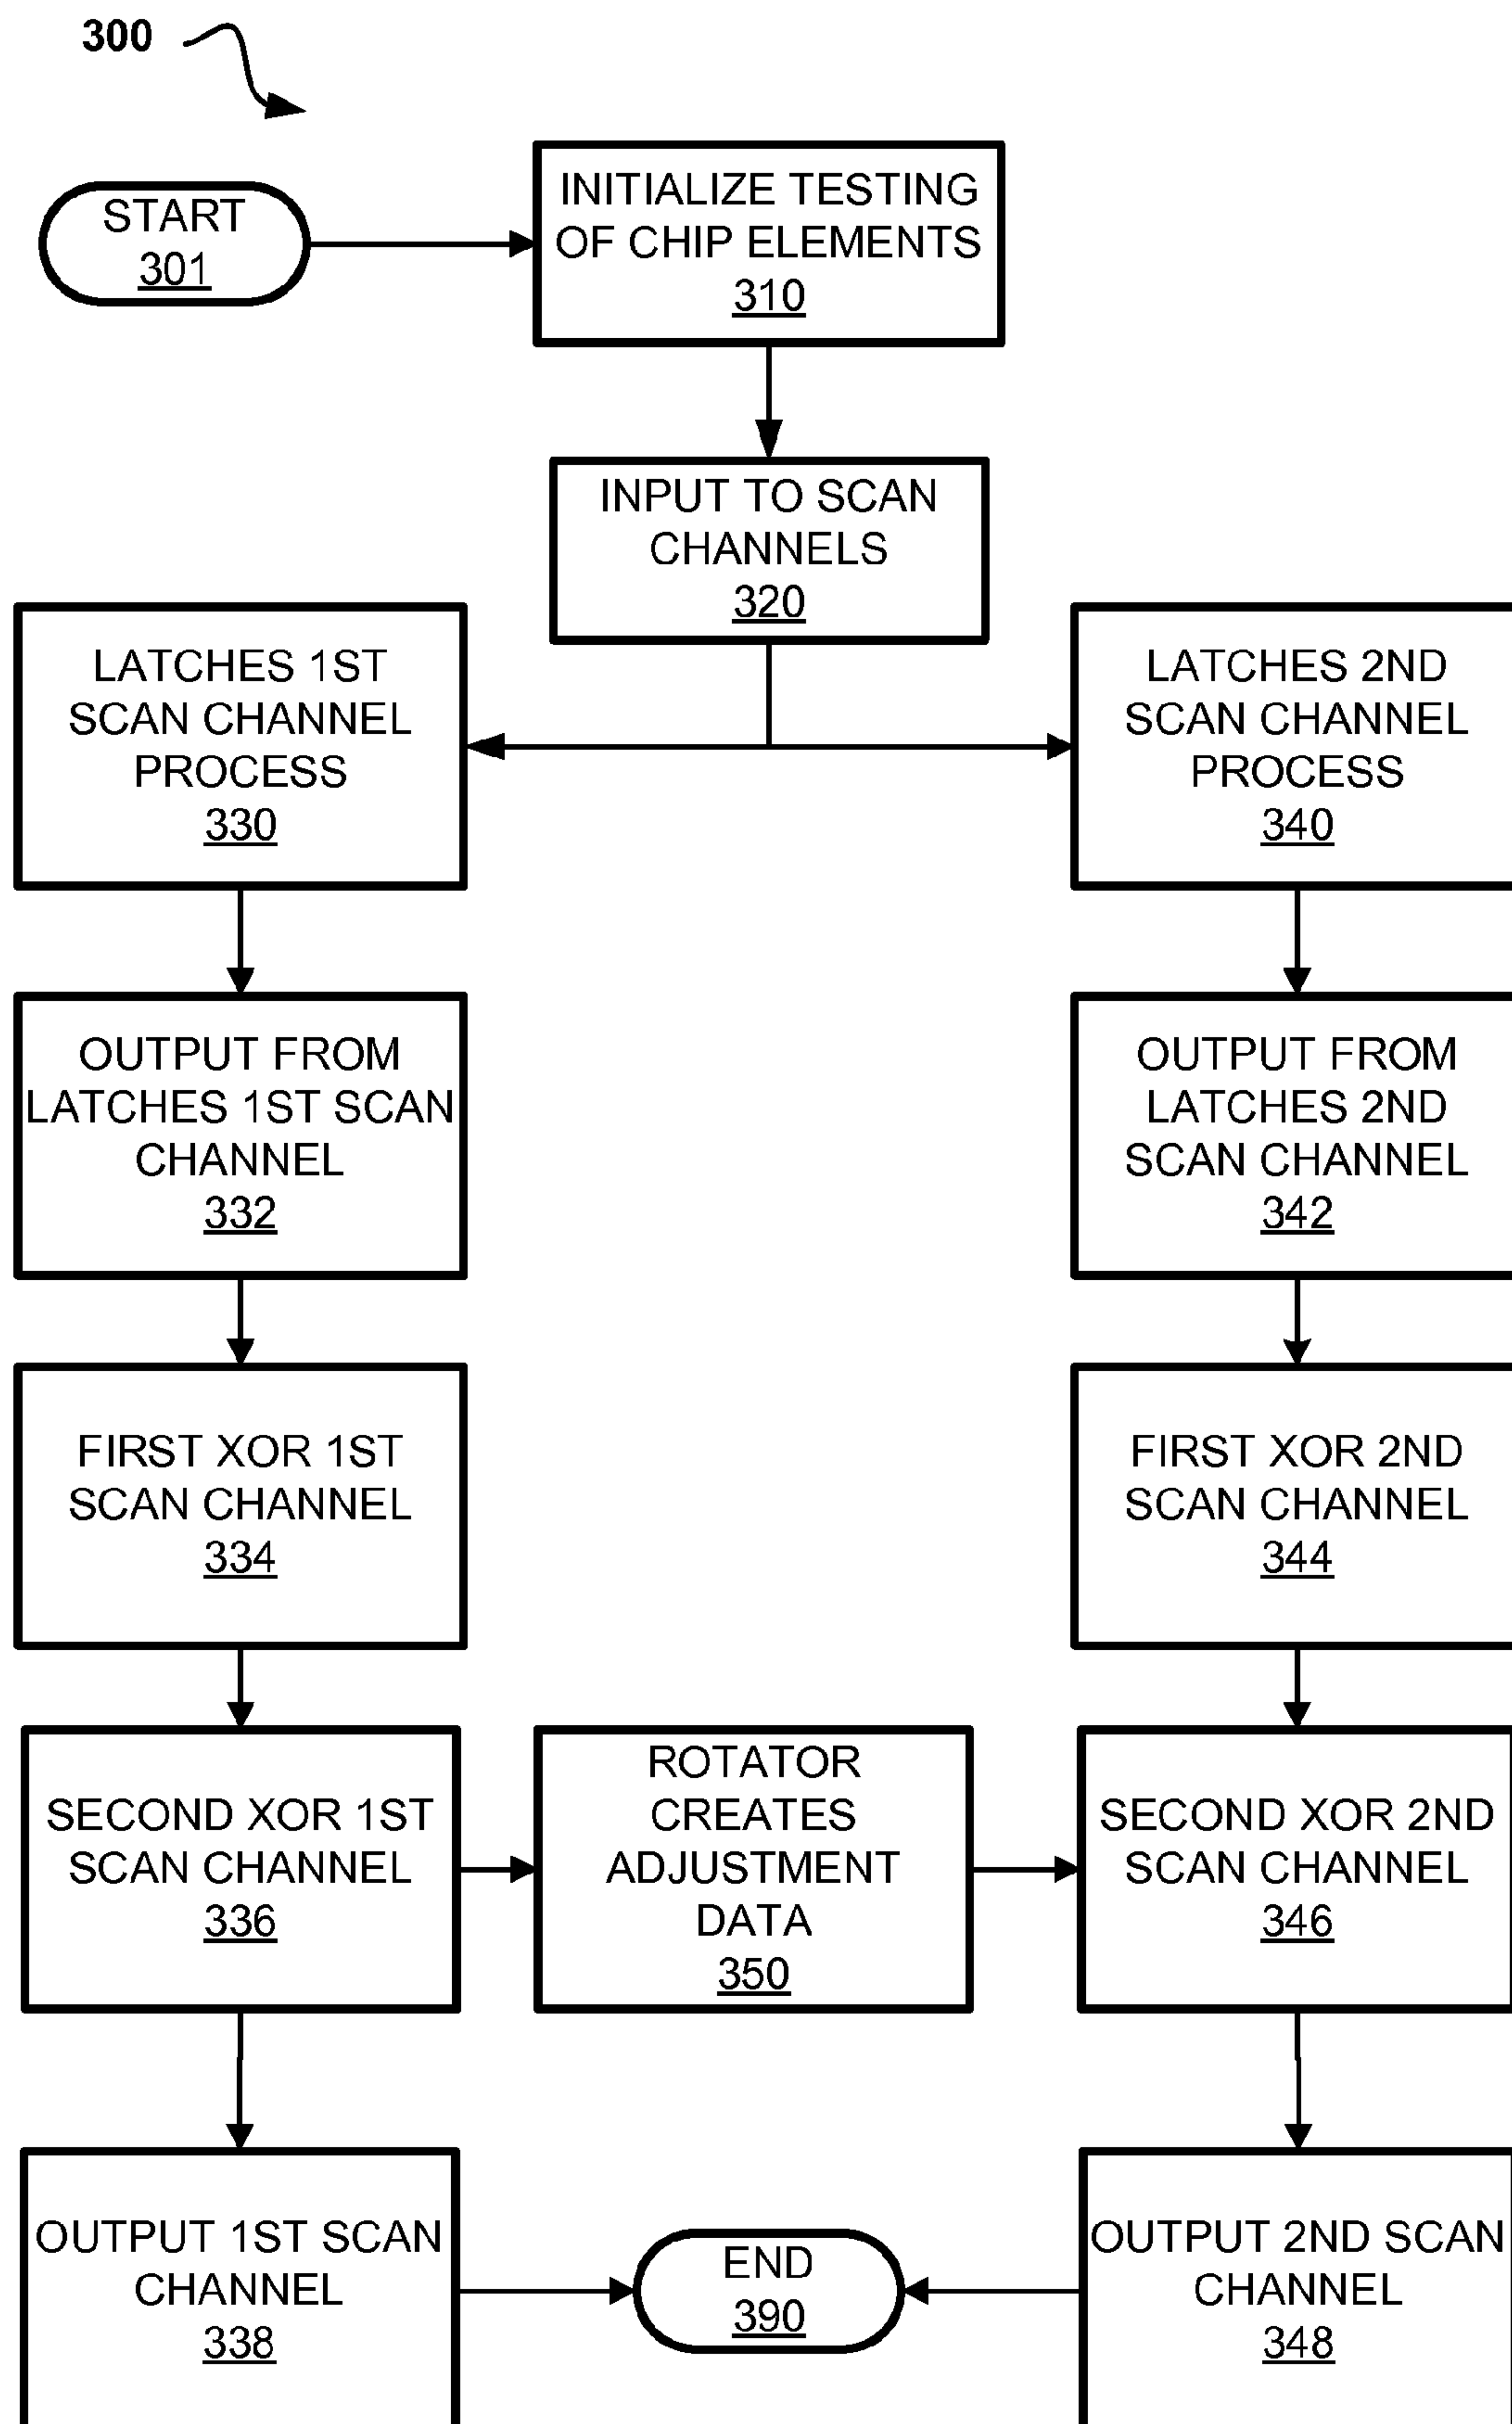 300
START
301
INITIALIZE TESTING
OF CHIP ELEMENTS
310
INPUT TO SCAN
CHANNELS
320
LATCHES 1ST
SCAN CHANNEL
PROCESS
330
LATCHES 2ND
SCAN CHANNEL
PROCESS
340
OUTPUT FROM
LATCHES 1ST SCAN
CHANNEL
332
OUTPUT FROM
LATCHES 2ND
SCAN CHANNEL
342
FIRST XOR 1ST
SCAN CHANNEL
334
FIRST XOR 2ND
SCAN CHANNEL
344
SECOND XOR 1ST
SCAN CHANNEL
336
ROTATOR
CREATES
ADJUSTMENT
DATA
350
SECOND XOR 2ND
SCAN CHANNEL
346
OUTPUT 1ST SCAN
CHANNEL
338
END
390
OUTPUT 2ND SCAN
CHANNEL
348